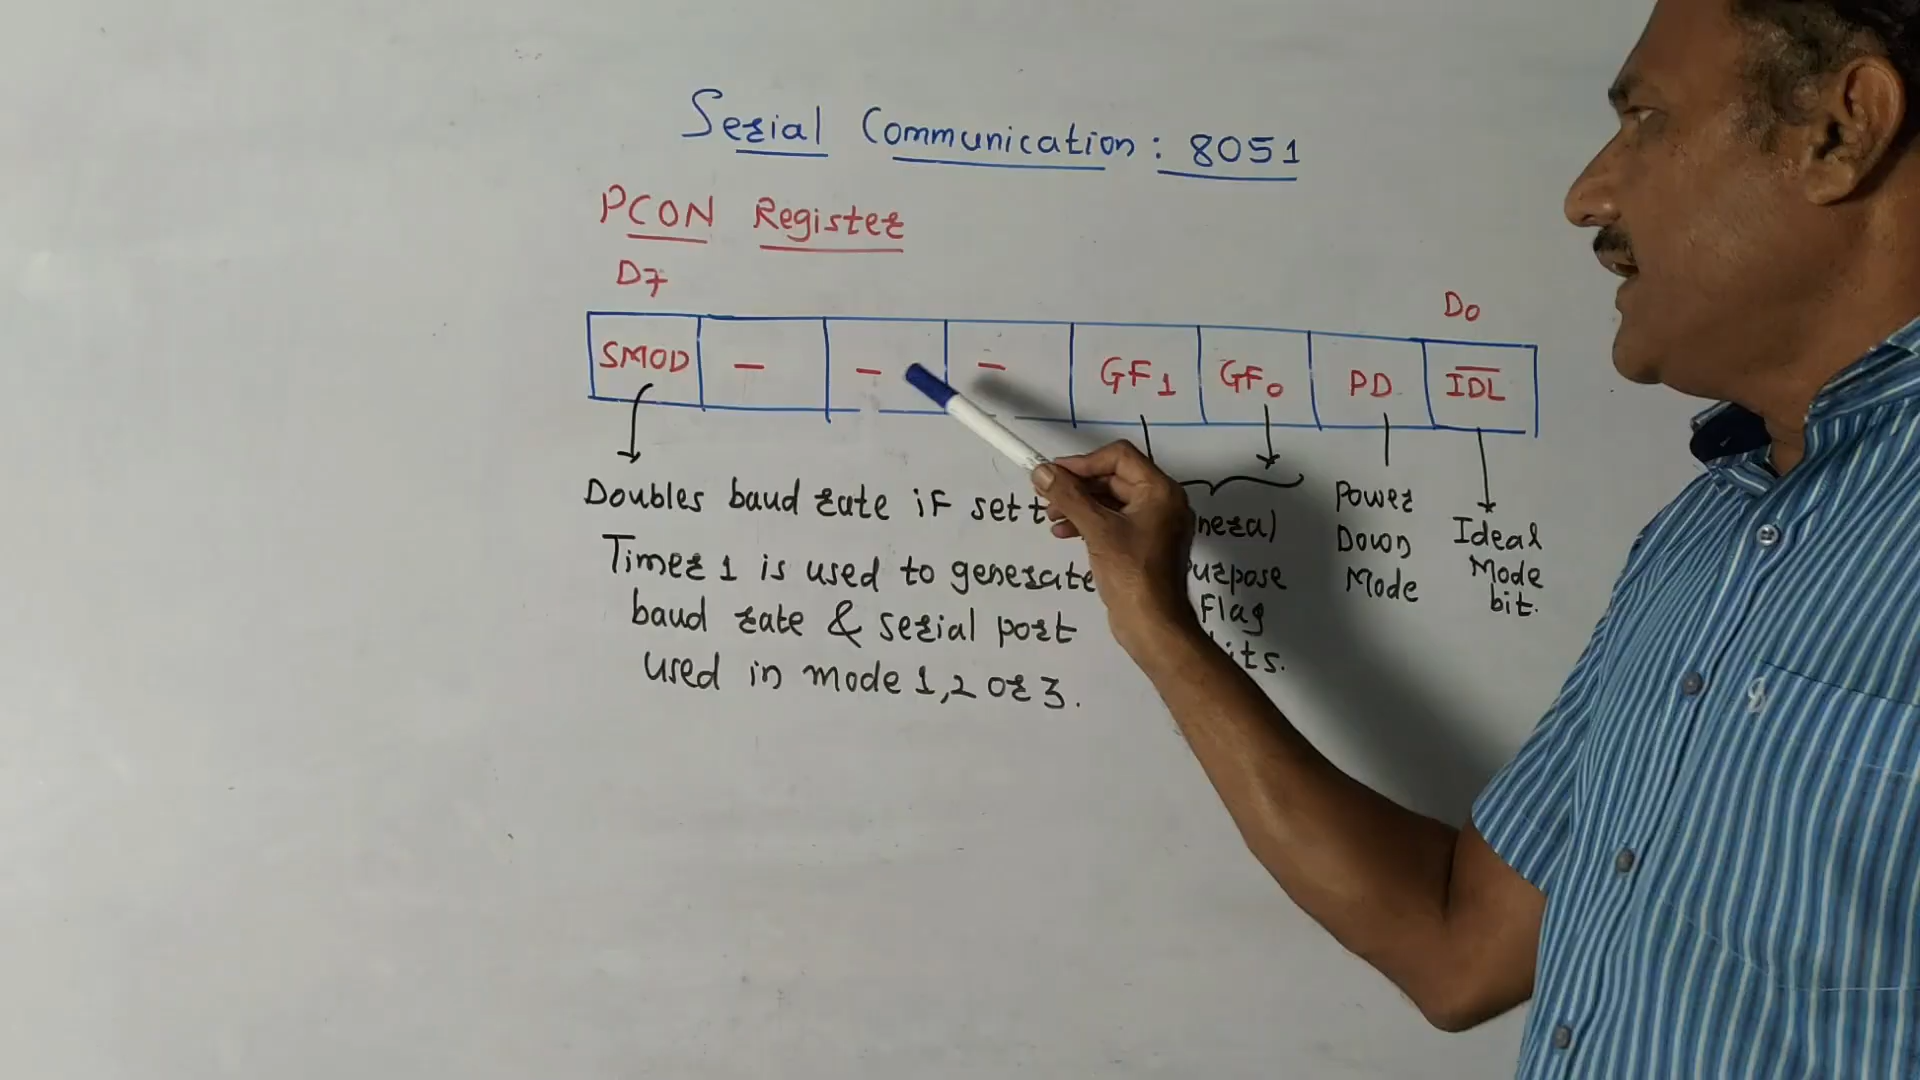 Serial Communication: 8051
PCON Register
D7 D0
SMOD - - - GF1 GF0 PD IDL
Doubles baud rate if set
Timer 1 is used to generate
baud rate & serial port
used in mode 1,2 or 3.
Flag
Power
Down
Mode
Ideal
Mode
bit.